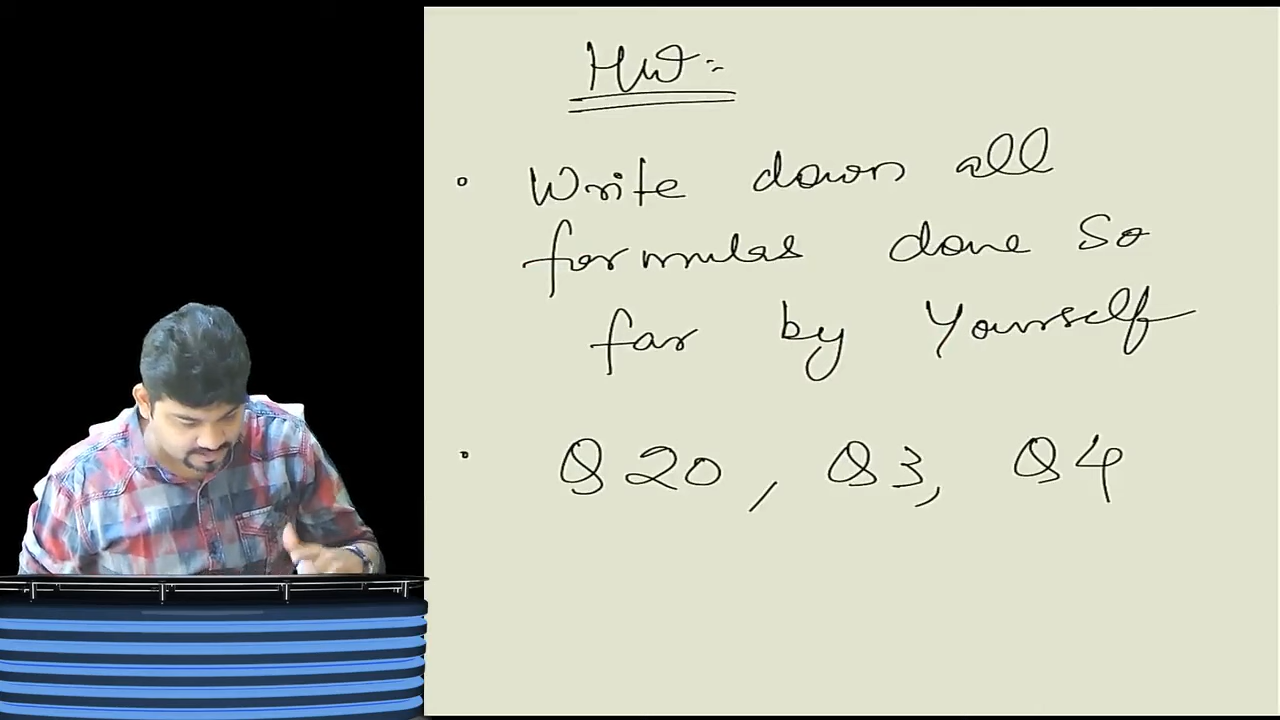 HW:-
• Write down all
formulas done so
far by Yourself
• Q20, Q3, Q4